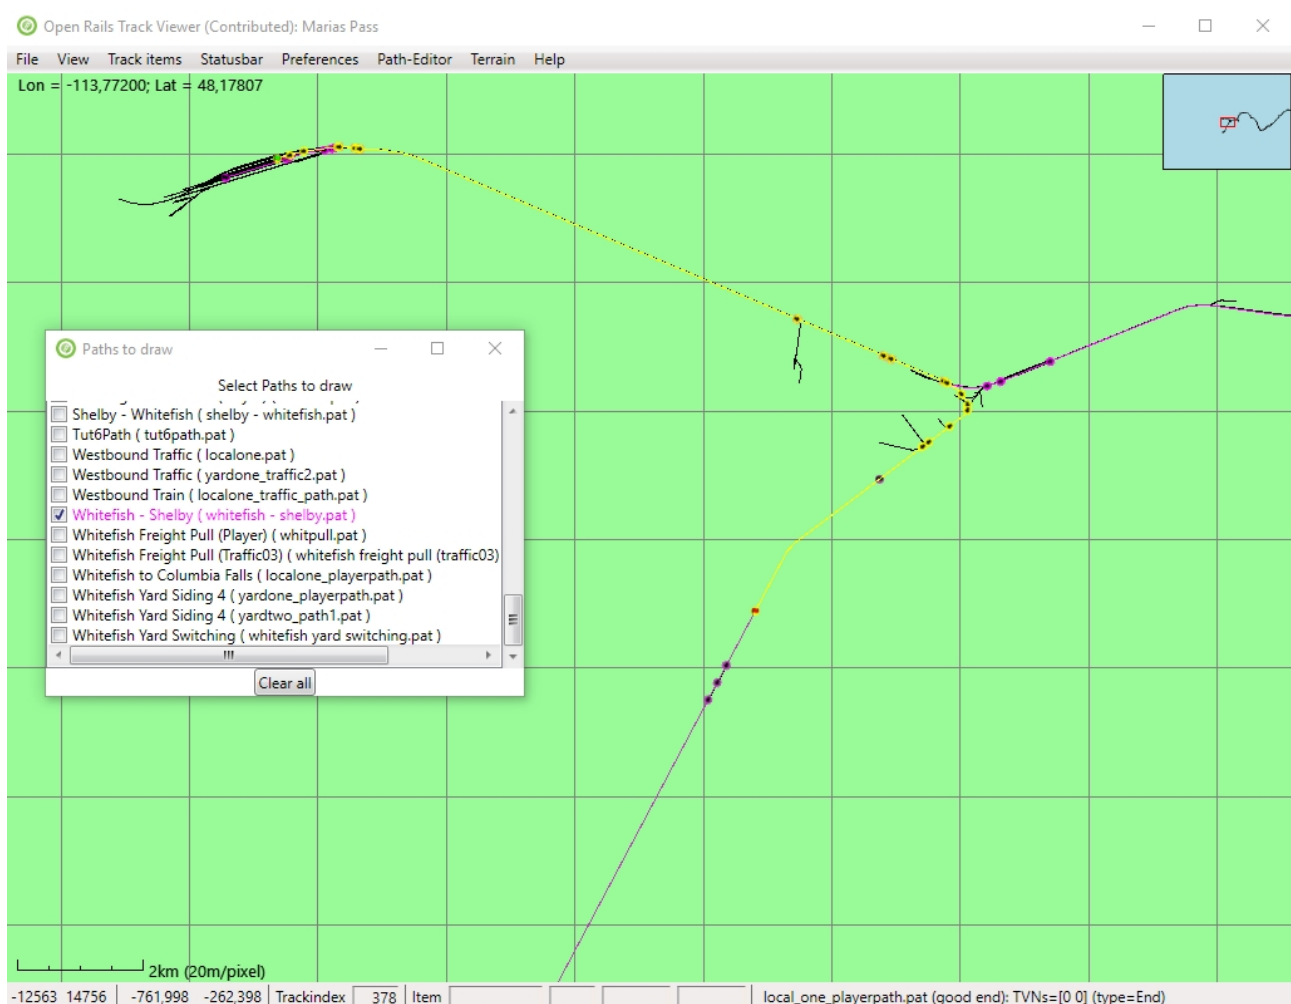 Open Rails Track Viewer (Contributed): Marias Pass
File View Track items Statusbar Preferences Path-Editor Terrain Help
Lon = -113,77200; Lat = 48,17807
Paths to draw
Select Paths to draw
Shelby - Whitefish ( shelby - whitefish.pat )
Tut6Path ( tut6path.pat )
Westbound Traffic ( localone.pat )
Westbound Traffic ( yardone_traffic2.pat )
Westbound Train ( localone_traffic_path.pat )
Whitefish - Shelby ( whitefish - shelby.pat )
Whitefish Freight Pull (Player) ( whitpull.pat )
Whitefish Freight Pull (Traffic03) ( whitefish freight pull (traffic03)
Whitefish to Columbia Falls ( localone_playerpath.pat )
Whitefish Yard Siding 4 ( yardone_playerpath.pat )
Whitefish Yard Siding 4 ( yardtwo_path1.pat )
Whitefish Yard Switching ( whitefish yard switching.pat )
Clear all
2km (20m/pixel)
-12563 14756 -761,998 -262,398 Trackindex 378 Item local_one_playerpath.pat (good end): TVNs=[0 0] (type=End)